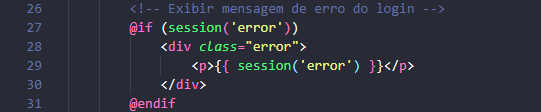 26 <!-- Exibir mensagem de erro do login -->
27 @if (session('error'))
28 <div class="error">
29 <p>{{ session('error') }}</p>
30 </div>
31 @endif